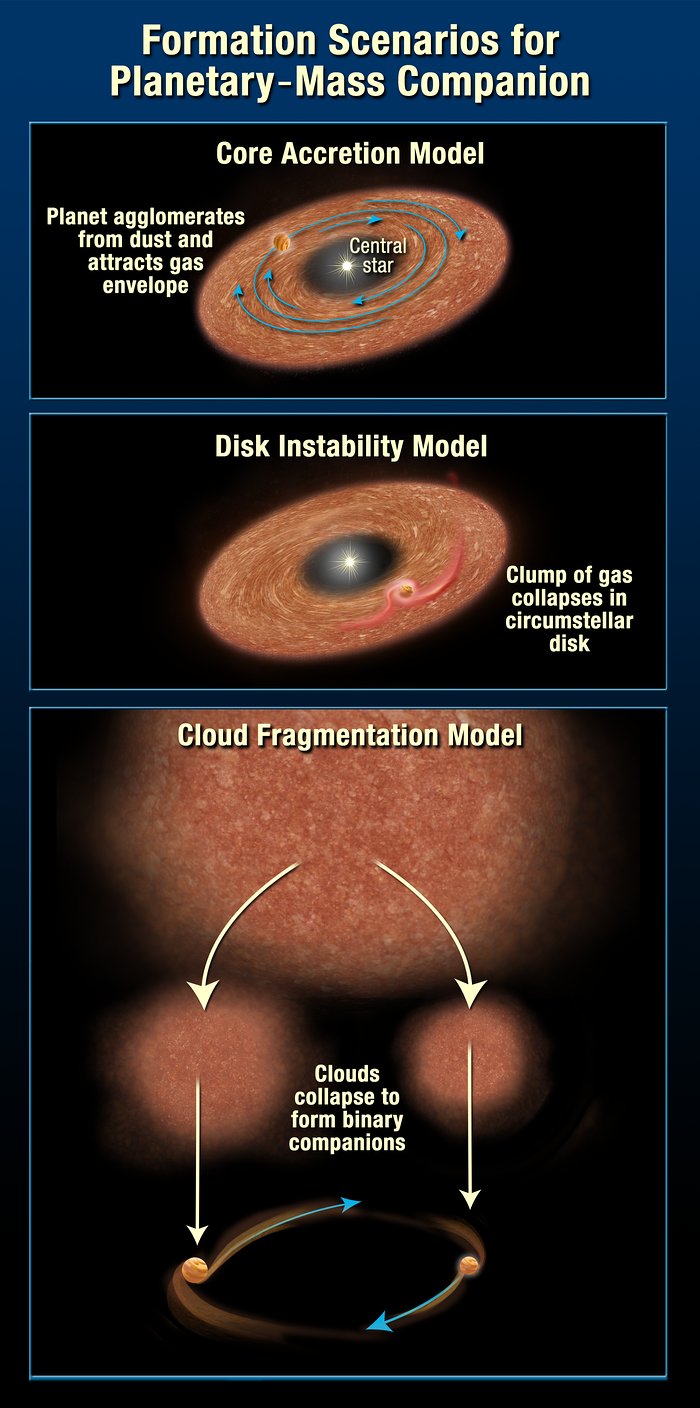 Formation Scenarios for
Planetary-Mass Companion
Core Accretion Model
Planet agglomerates
from dust and
attracts gas
envelope
Central
star
Disk Instability Model
Clump of gas
collapses in
circumstellar
disk
Cloud Fragmentation Model
Clouds
collapse to
form binary
companions